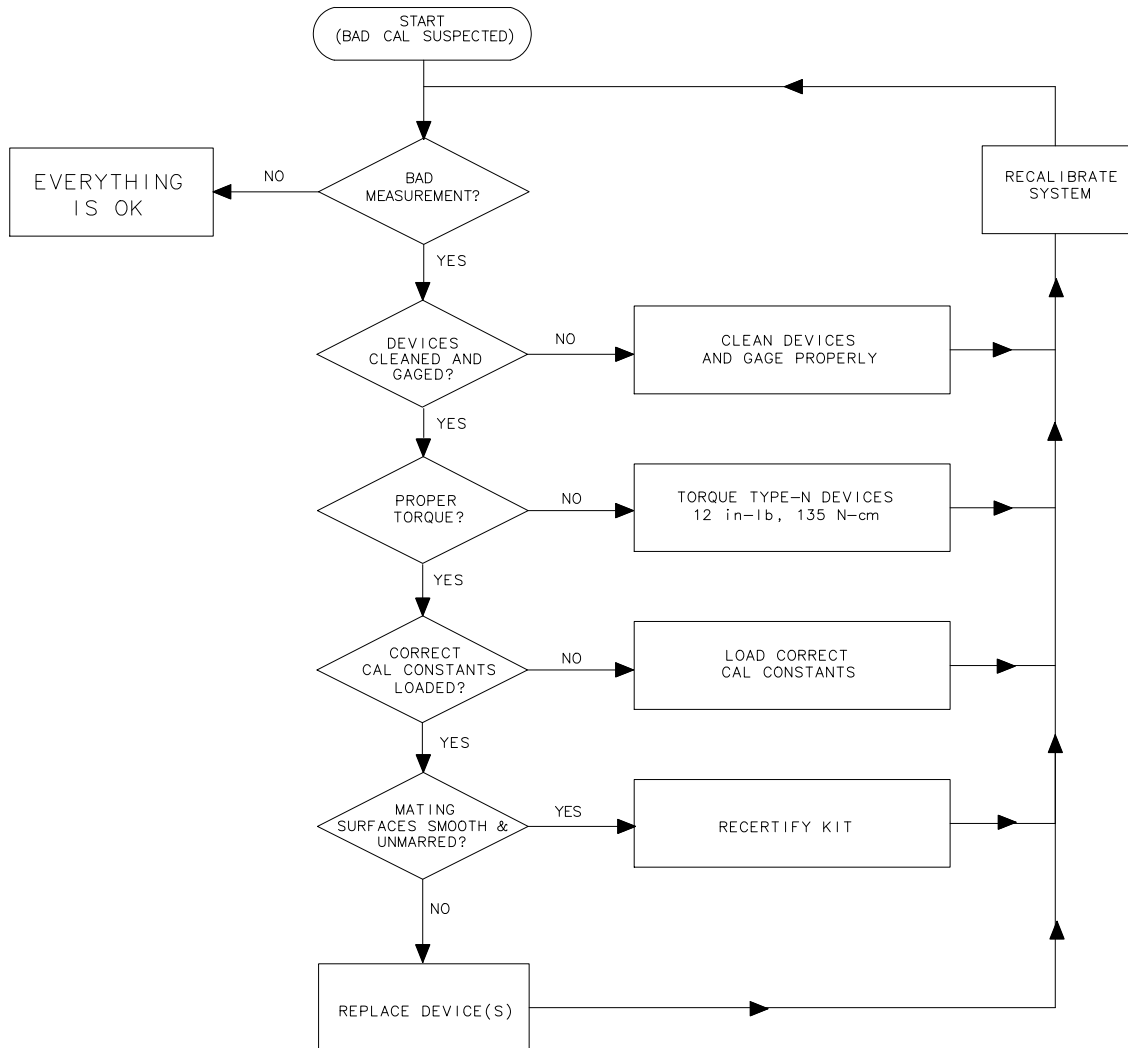 START
(BAD CAL SUSPECTED)
BAD
MEASUREMENT?
NO
EVERYTHING
IS OK
RECALIBRATE
SYSTEM
YES
DEVICES
CLEANED AND
GAGED?
NO
CLEAN DEVICES
AND GAGE PROPERLY
YES
PROPER
TORQUE?
NO
TORQUE TYPE-N DEVICES
12 in-lb, 135 N-cm
YES
CORRECT
CAL CONSTANTS
LOADED?
NO
LOAD CORRECT
CAL CONSTANTS
YES
MATING
SURFACES SMOOTH &
UNMARRED?
YES
RECERTIFY KIT
NO
REPLACE DEVICE(S)